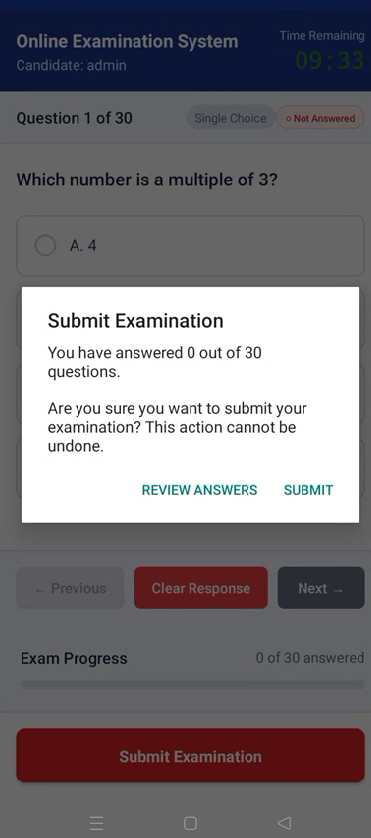 Online Examination System
Time Remaining
Candidate: admin
09:33
Question 1 of 30
Single Choice
Not Answered
Which number is a multiple of 3?
A. 4
Submit Examination
You have answered 0 out of 30
questions.
Are you sure you want to submit your
examination? This action cannot be
undone.
REVIEW ANSWERS
SUBMIT
← Previous
Clear Response
Next →
Exam Progress
0 of 30 answered
Submit Examination